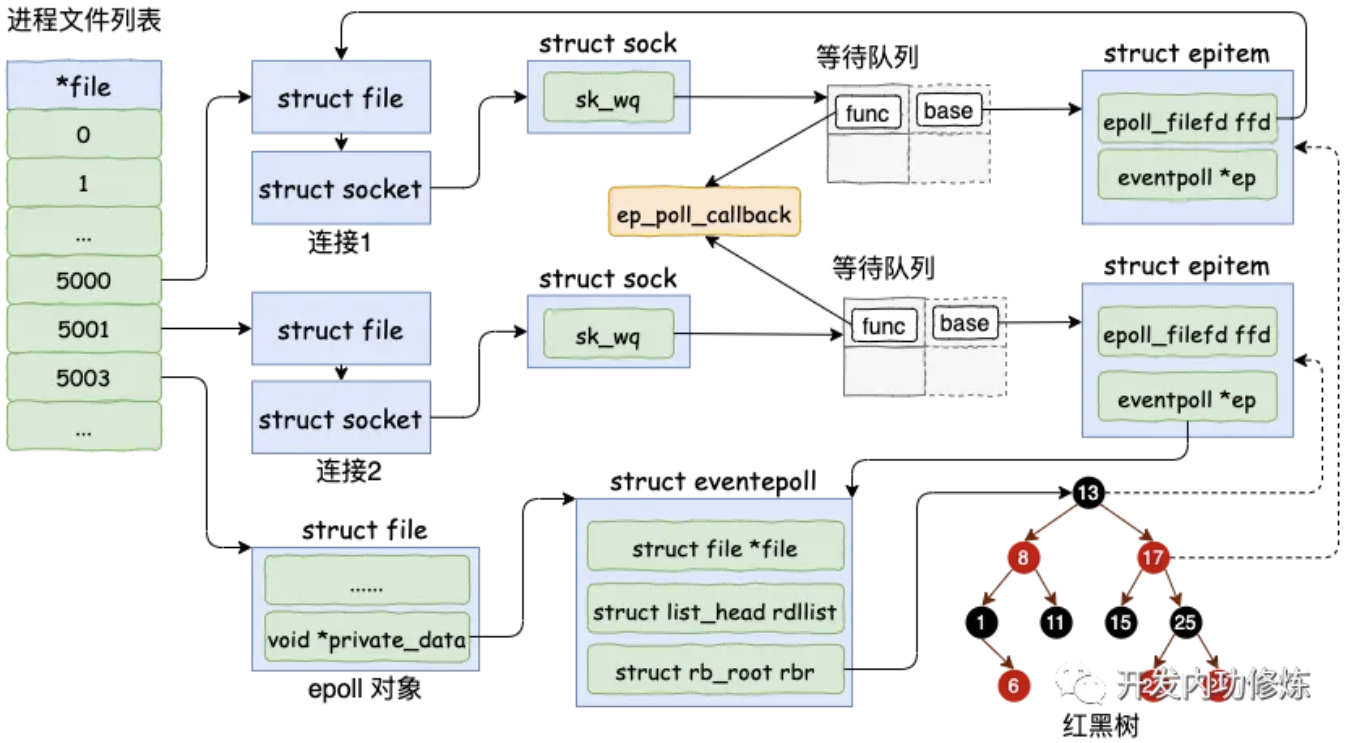 进程文件列表
*file
0
1
...
5000
5001
5003
...
struct file
struct socket
连接1
struct sock
sk_wq
等待队列
func
base
struct epitem
epoll_filefd ffd
eventpoll *ep
ep_poll_callback
struct file
struct socket
连接2
struct sock
sk_wq
等待队列
func
base
struct epitem
epoll_filefd ffd
eventpoll *ep
struct file
......
void *private_data
epoll 对象
struct eventepoll
struct file *file
struct list_head rdllist
struct rb_root rbr
13
8
17
1
11
15
25
6
红黑树
开发内功修炼